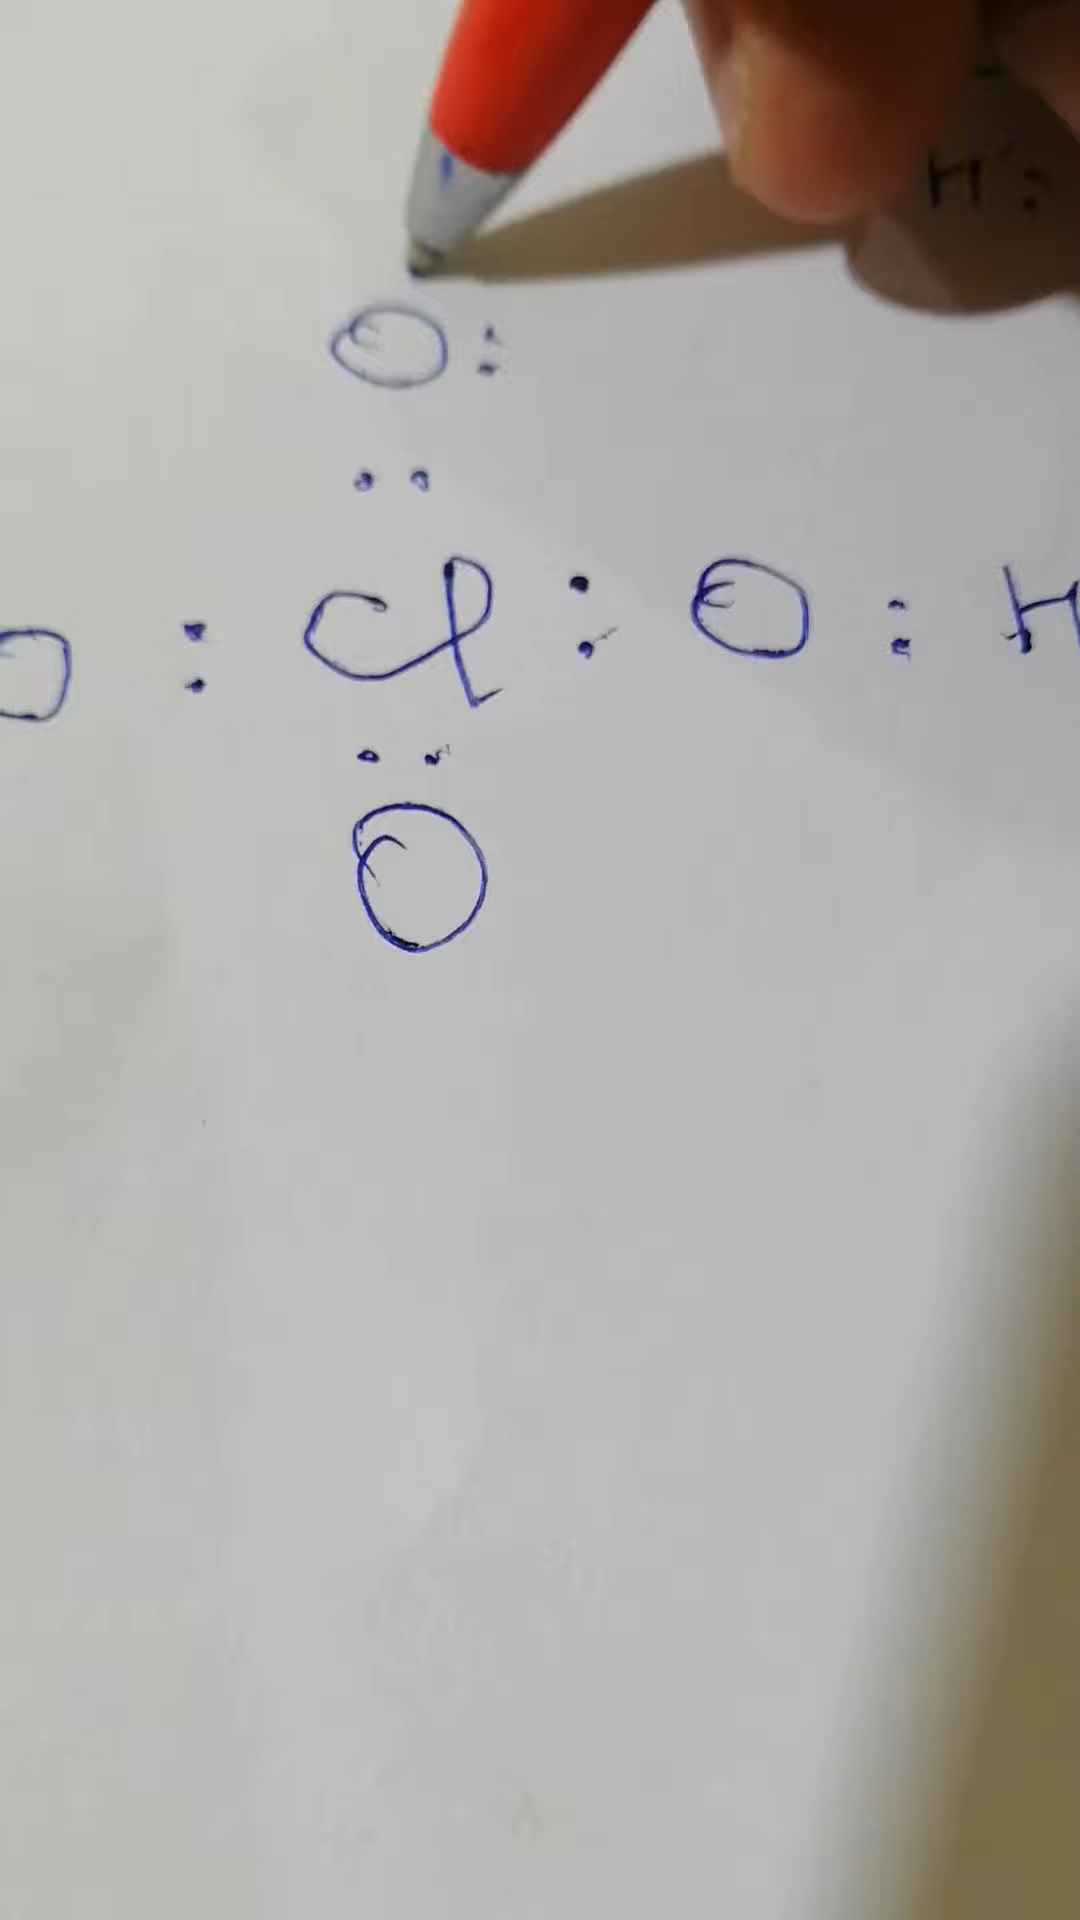 H :
O :
. .
O : Cl : O : H
. .
O